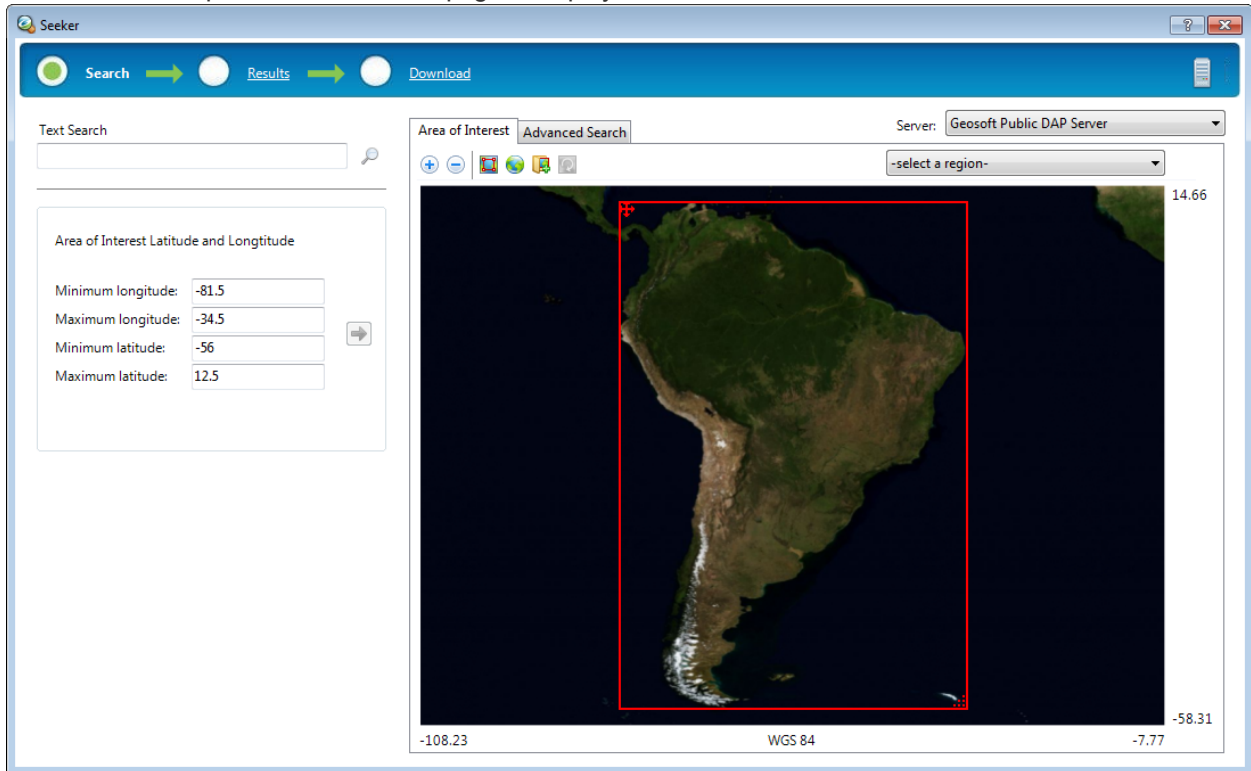 Seeker
Search
Results
Download
Text Search
Area of Interest Latitude and Longtitude
Minimum longitude: -81.5
Maximum longitude: -34.5
Minimum latitude: -56
Maximum latitude: 12.5
Area of Interest
Advanced Search
Server: Geosoft Public DAP Server
-select a region-
14.66
-58.31
-108.23
WGS 84
-7.77